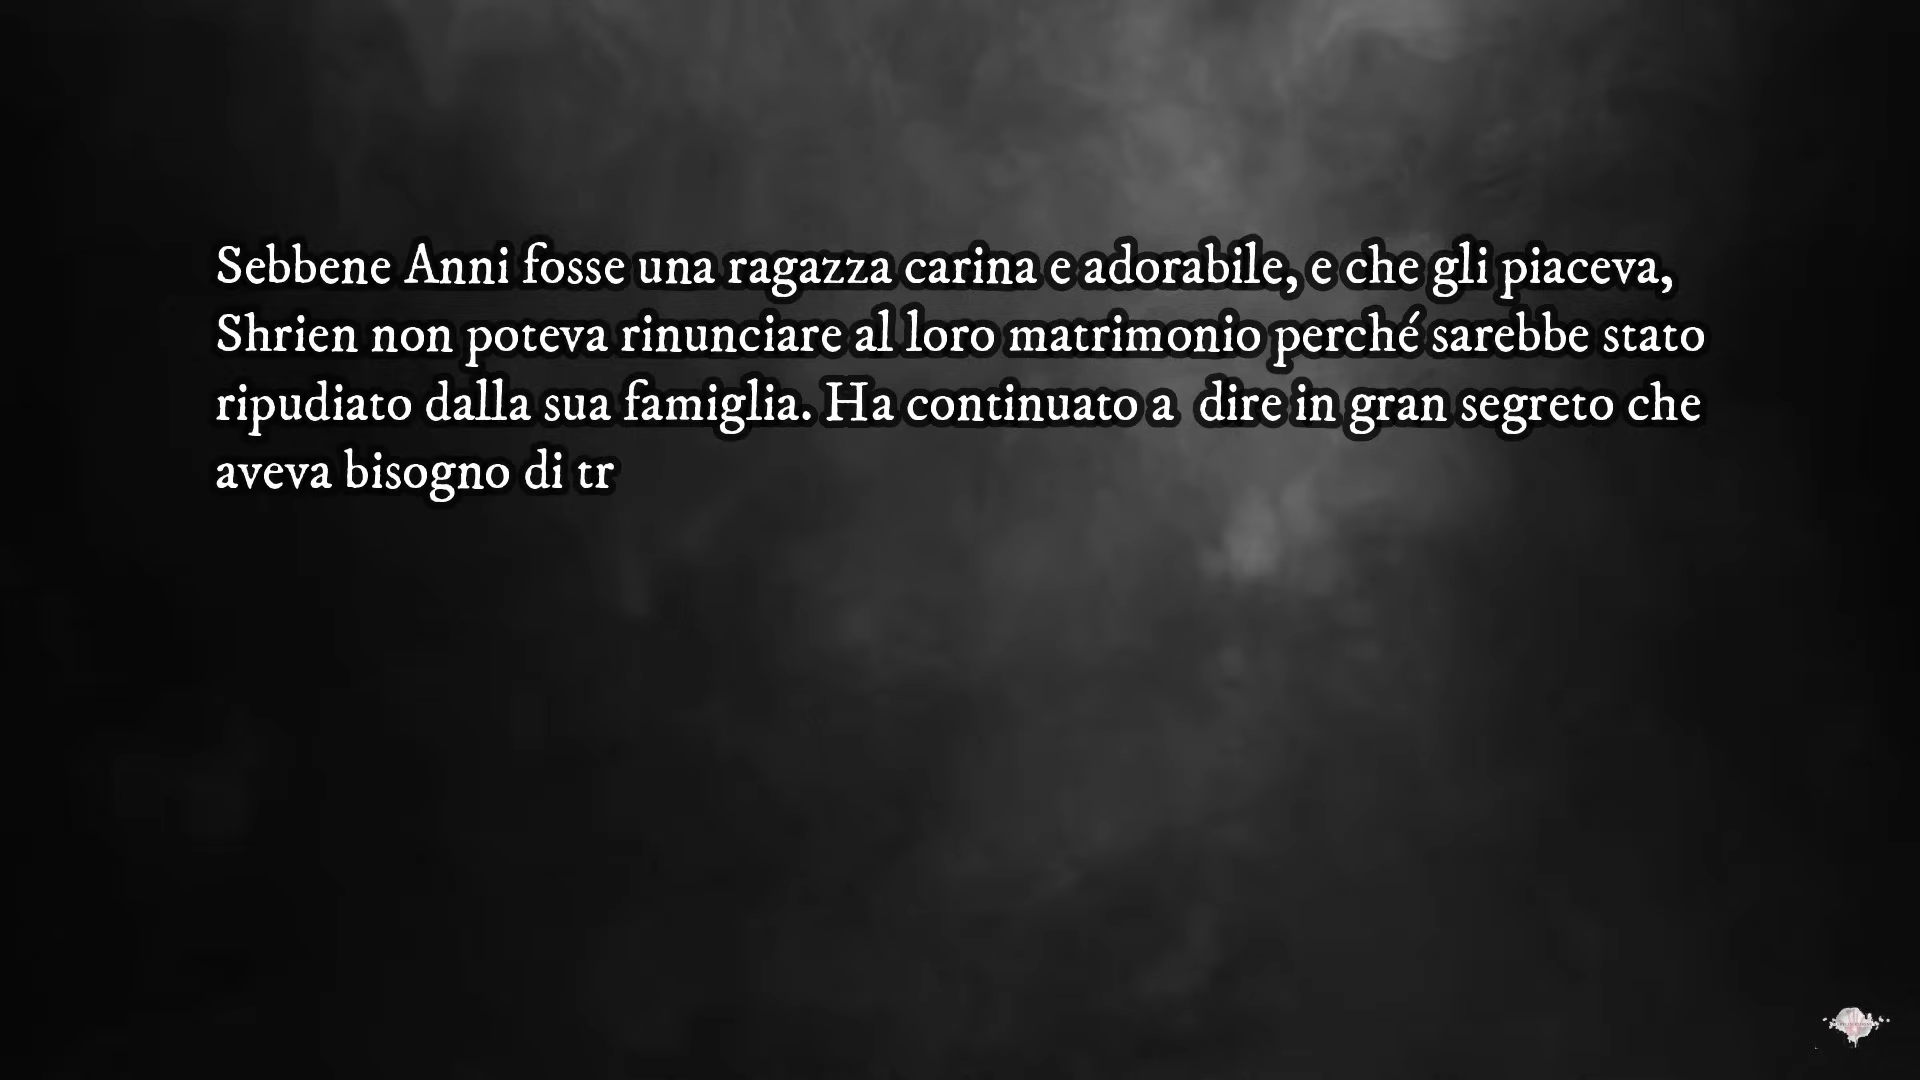 Sebbene Anni fosse una ragazza carina e adorabile, e che gli piaceva,
Shrien non poteva rinunciare al loro matrimonio perché sarebbe stato
ripudiato dalla sua famiglia. Ha continuato a  dire in gran segreto che
aveva bisogno di tr